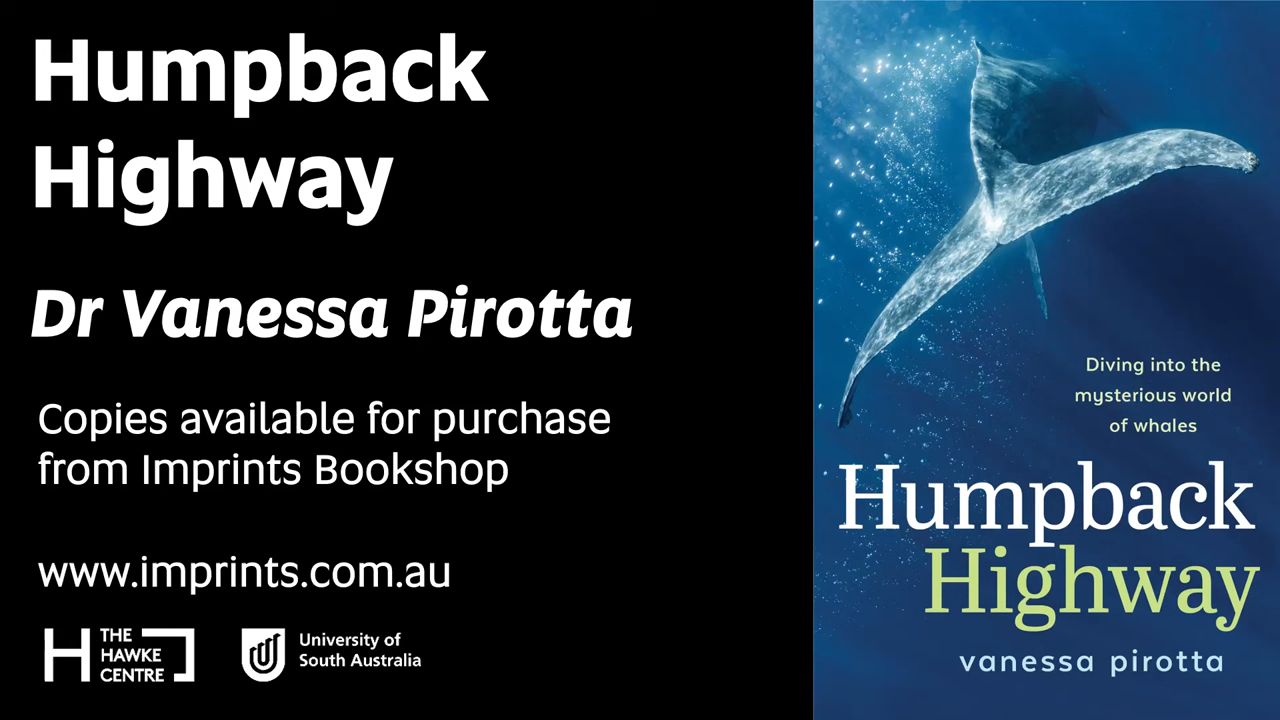 Humpback
Highway
Dr Vanessa Pirotta
Copies available for purchase
from Imprints Bookshop
www.imprints.com.au
THE
HAWKE
CENTRE
University of
South Australia
Diving into the
mysterious world
of whales
Humpback
Highway
vanessa pirotta